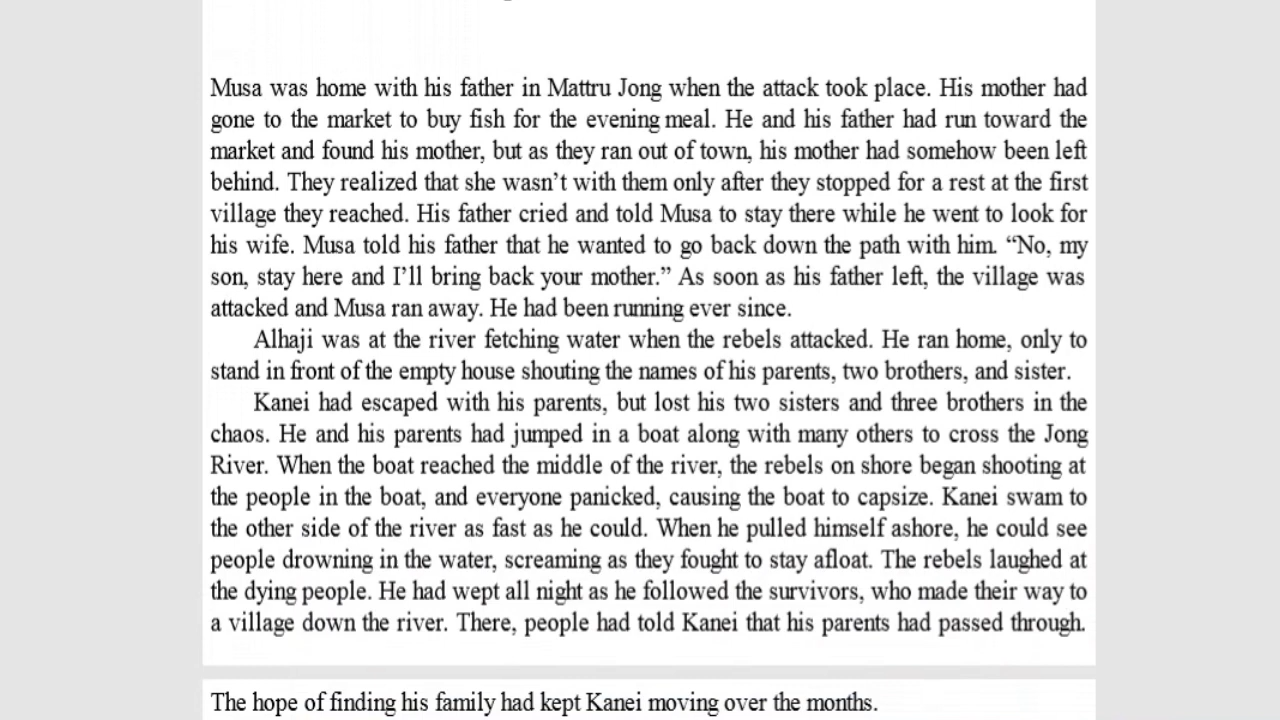 Musa was home with his father in Mattru Jong when the attack took place. His mother had
gone to the market to buy fish for the evening meal. He and his father had run toward the
market and found his mother, but as they ran out of town, his mother had somehow been left
behind. They realized that she wasn’t with them only after they stopped for a rest at the first
village they reached. His father cried and told Musa to stay there while he went to look for
his wife. Musa told his father that he wanted to go back down the path with him. “No, my
son, stay here and I’ll bring back your mother.” As soon as his father left, the village was
attacked and Musa ran away. He had been running ever since.
Alhaji was at the river fetching water when the rebels attacked. He ran home, only to
stand in front of the empty house shouting the names of his parents, two brothers, and sister.
Kanei had escaped with his parents, but lost his two sisters and three brothers in the
chaos. He and his parents had jumped in a boat along with many others to cross the Jong
River. When the boat reached the middle of the river, the rebels on shore began shooting at
the people in the boat, and everyone panicked, causing the boat to capsize. Kanei swam to
the other side of the river as fast as he could. When he pulled himself ashore, he could see
people drowning in the water, screaming as they fought to stay afloat. The rebels laughed at
the dying people. He had wept all night as he followed the survivors, who made their way to
a village down the river. There, people had told Kanei that his parents had passed through.
The hope of finding his family had kept Kanei moving over the months.